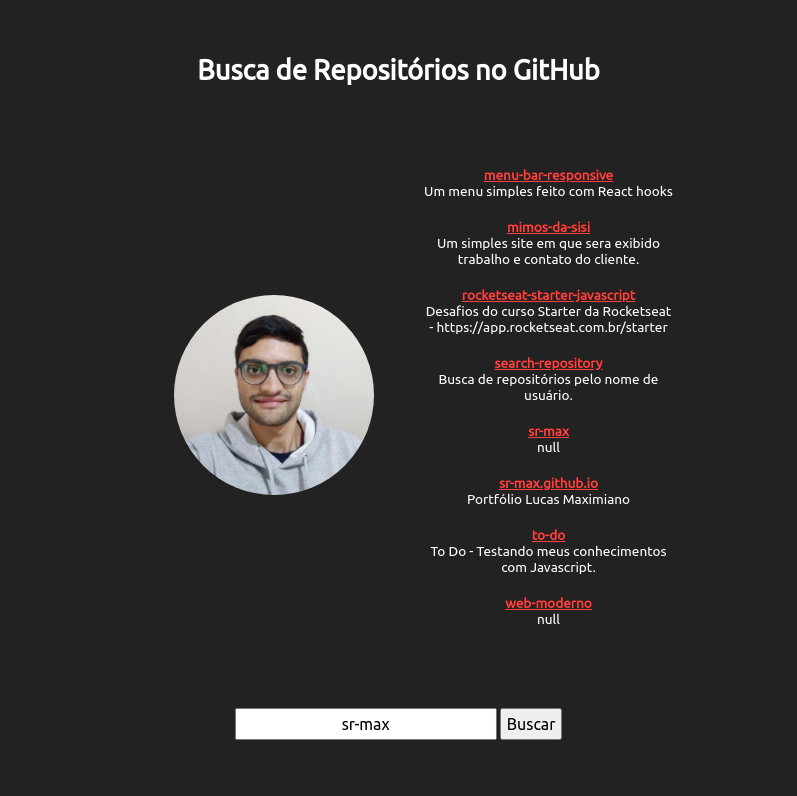 Busca de Repositórios no GitHub
menu-bar-responsive
Um menu simples feito com React hooks
mimos-da-sisi
Um simples site em que sera exibido
trabalho e contato do cliente.
rocketseat-starter-javascript
Desafios do curso Starter da Rocketseat
- https://app.rocketseat.com.br/starter
search-repository
Busca de repositórios pelo nome de
usuário.
sr-max
null
sr-max.github.io
Portfólio Lucas Maximiano
to-do
To Do - Testando meus conhecimentos
com Javascript.
web-moderno
null
sr-max Buscar